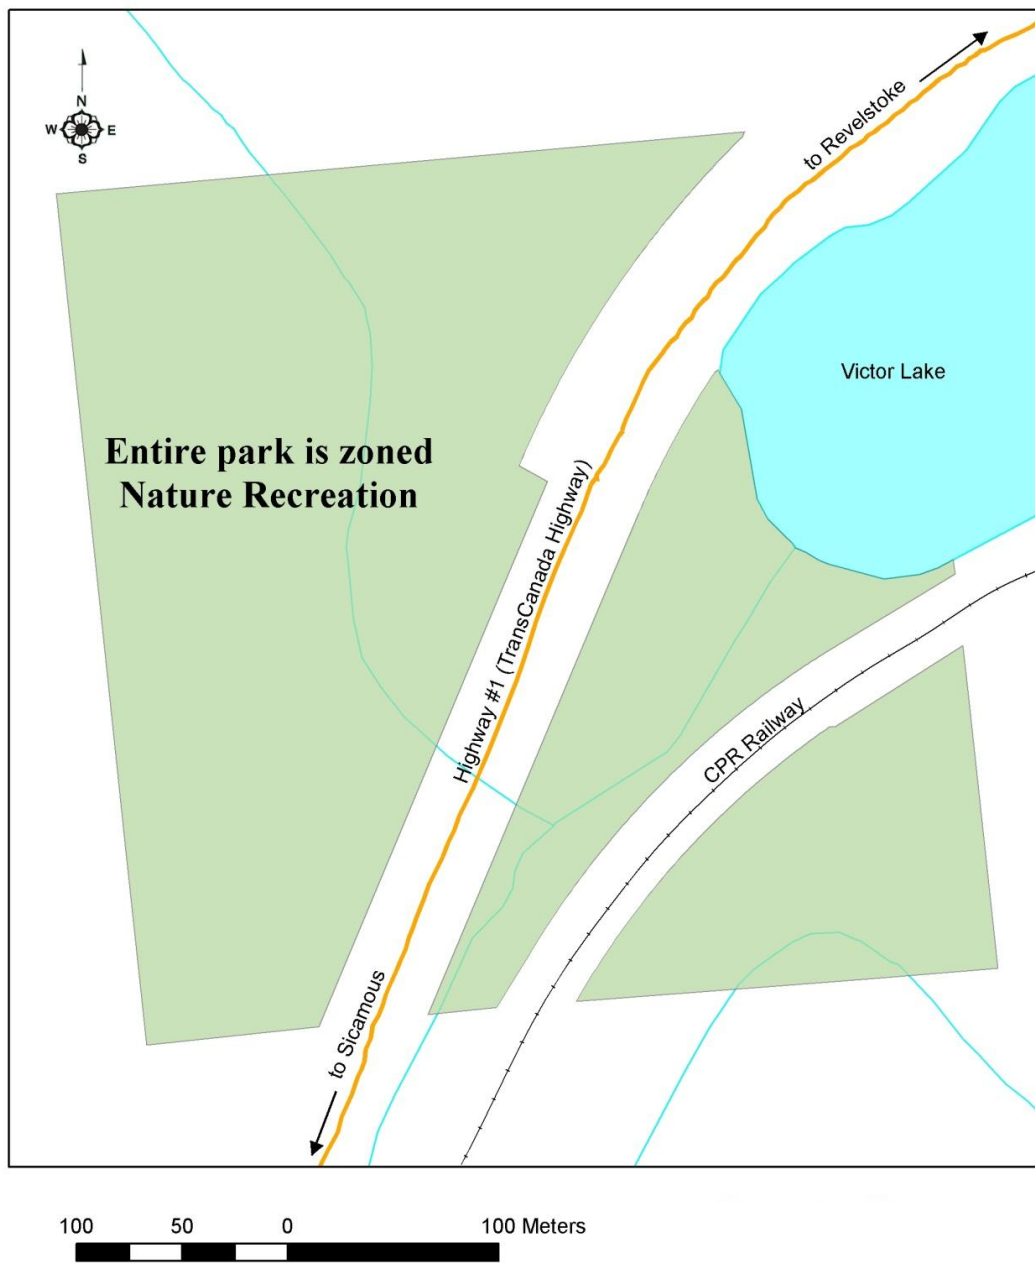 N
W E
S
to Revelstoke
Victor Lake
Entire park is zoned
Nature Recreation
Highway #1 (TransCanada Highway)
CPR Railway
to Sicamous
100 50 0 100 Meters